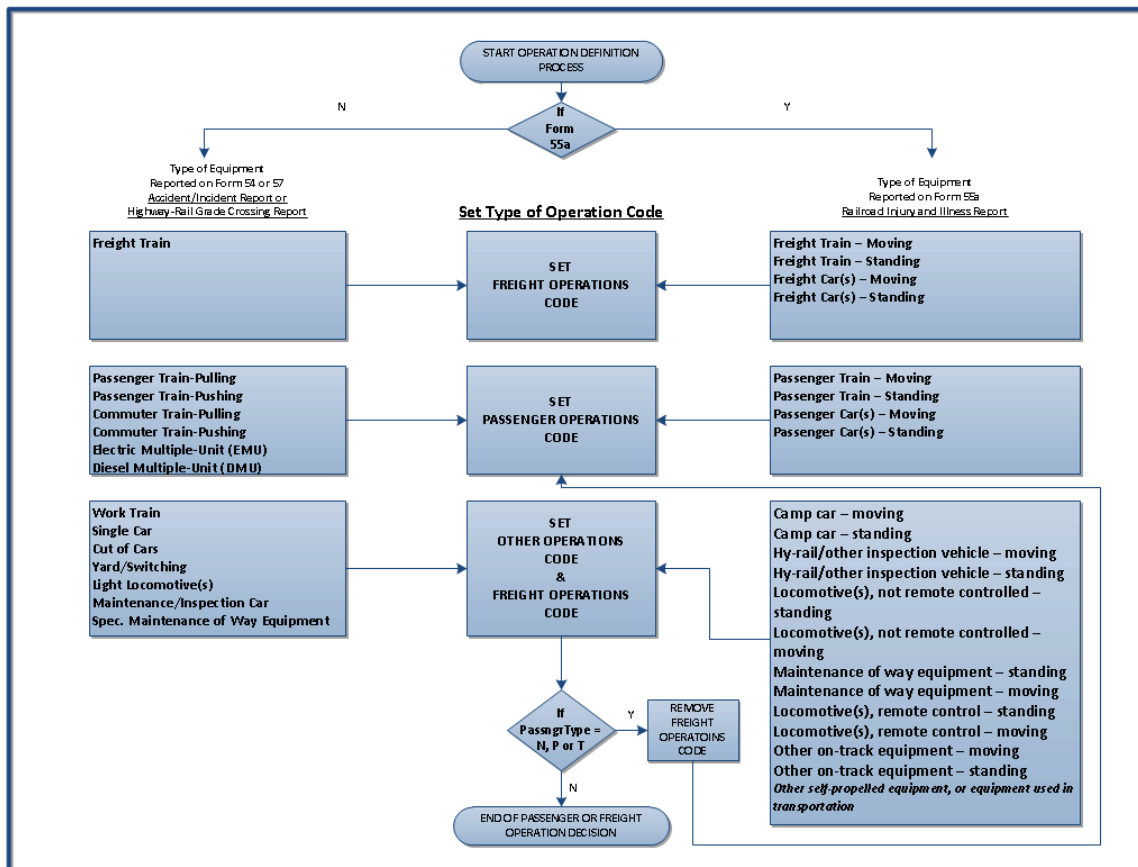 START OPERATION DEFINITION
PROCESS
N
Y
If
Form
55a
Type of Equipment
Reported on Form 54 or 57
Accident/Incident Report or
Highway-Rail Grade Crossing Report
Set Type of Operation Code
Type of Equipment
Reported on Form 55a
Railroad Injury and Illness Report
Freight Train
SET
FREIGHT OPERATIONS
CODE
Freight Train – Moving
Freight Train – Standing
Freight Car(s) – Moving
Freight Car(s) – Standing
Passenger Train-Pulling
Passenger Train-Pushing
Commuter Train-Pulling
Commuter Train-Pushing
Electric Multiple-Unit (EMU)
Diesel Multiple-Unit (DMU)
SET
PASSENGER OPERATIONS
CODE
Passenger Train – Moving
Passenger Train – Standing
Passenger Car(s) – Moving
Passenger Car(s) – Standing
Work Train
Single Car
Cut of Cars
Yard/Switching
Light Locomotive(s)
Maintenance/Inspection Car
Spec. Maintenance of Way Equipment
SET
OTHER OPERATIONS
CODE
&
FREIGHT OPERATIONS
CODE
Camp car – moving
Camp car – standing
Hy-rail/other inspection vehicle – moving
Hy-rail/other inspection vehicle – standing
Locomotive(s), not remote controlled –
standing
Locomotive(s), not remote controlled –
moving
Maintenance of way equipment – standing
Maintenance of way equipment – moving
Locomotive(s), remote control – standing
Locomotive(s), remote control – moving
Other on-track equipment – moving
Other on-track equipment – standing
Other self-propelled equipment, or equipment used in
transportation
If
PassngrType =
N, P or T
Y
REMOVE
FREIGHT
OPERATOINS
CODE
N
END OF PASSENGER OR FREIGHT
OPERATION DECISION